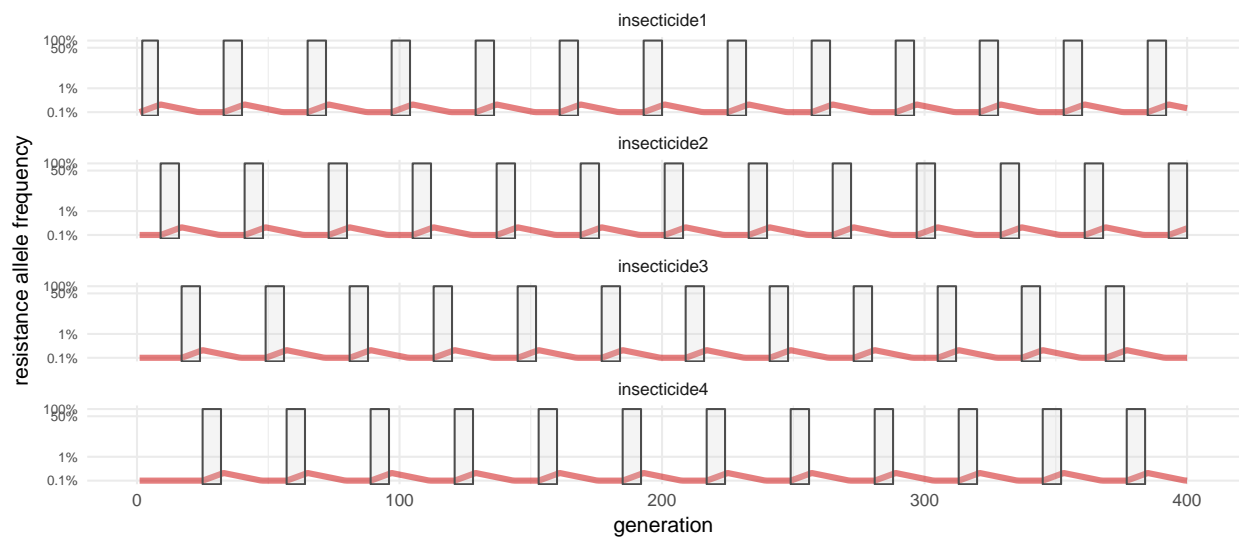 insecticide1
100%
50%
1%
0.1%
insecticide2
100%
50%
1%
0.1%
insecticide3
100%
50%
1%
0.1%
insecticide4
100%
50%
1%
0.1%
0 100 200 300 400
generation
resistance allele frequency